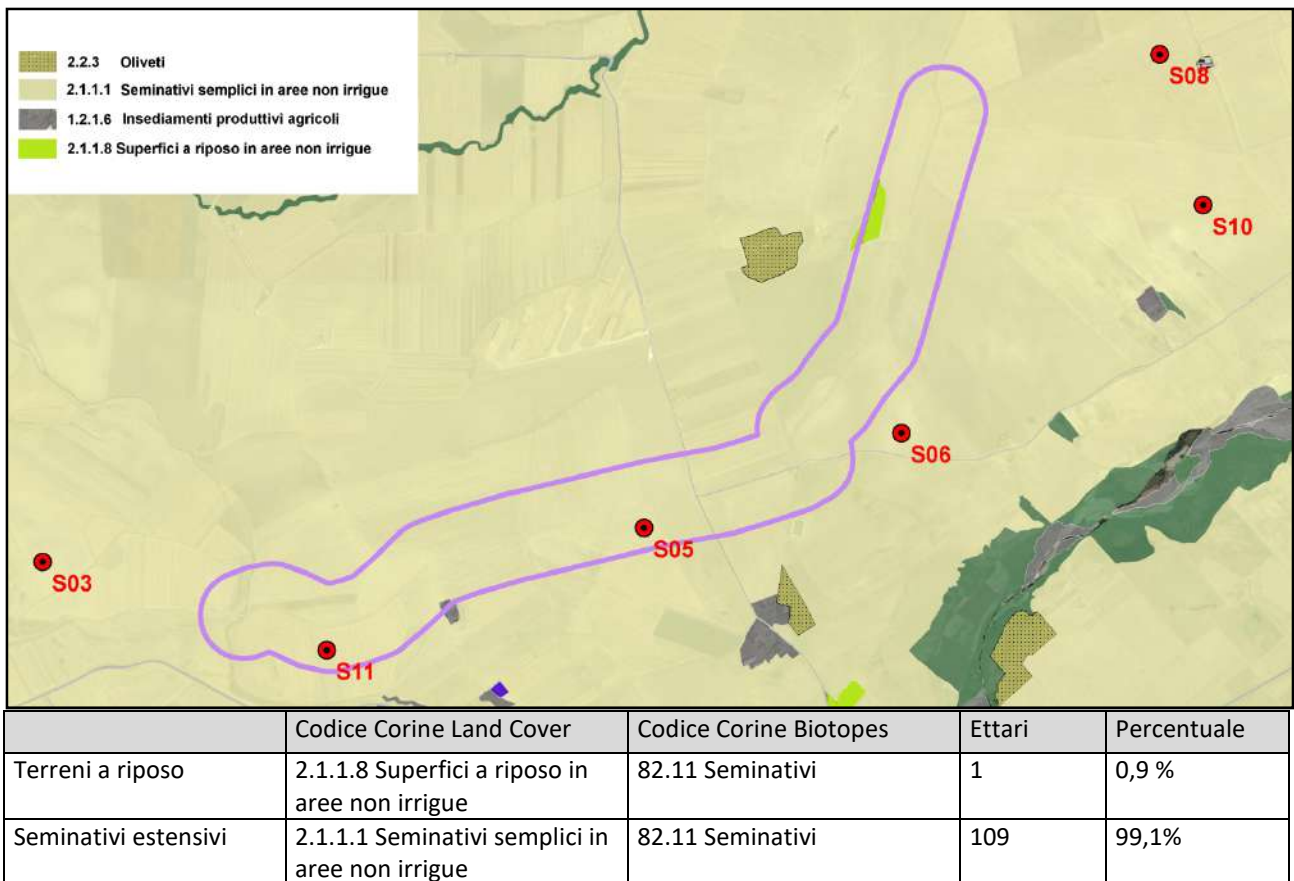 2.2.3 Oliveti
2.1.1.1 Seminativi semplici in aree non irrigue
1.2.1.6 Insediamenti produttivi agricoli
2.1.1.8 Superfici a riposo in aree non irrigue
S08
S10
S06
S05
S03
S11
Codice Corine Land Cover Codice Corine Biotopes Ettari Percentuale
Terreni a riposo 2.1.1.8 Superfici a riposo in 82.11 Seminativi 1 0,9 %
aree non irrigue
Seminativi estensivi 2.1.1.1 Seminativi semplici in 82.11 Seminativi 109 99,1%
aree non irrigue